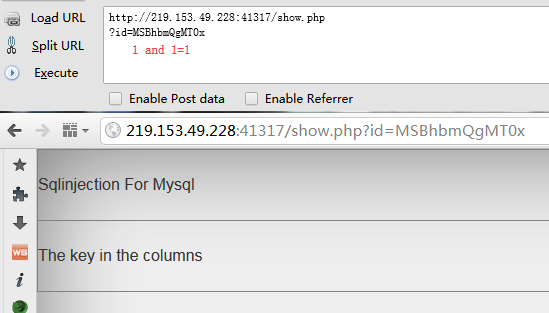 Load URL
http://219.153.49.228:41317/show.php
?id=MSBhbmQgMT0x
Split URL
1 and 1=1
Execute
Enable Post data Enable Referrer
219.153.49.228:41317/show.php?id=MSBhbmQgMT0x
Sqlinjection For Mysql
The key in the columns
WS
i